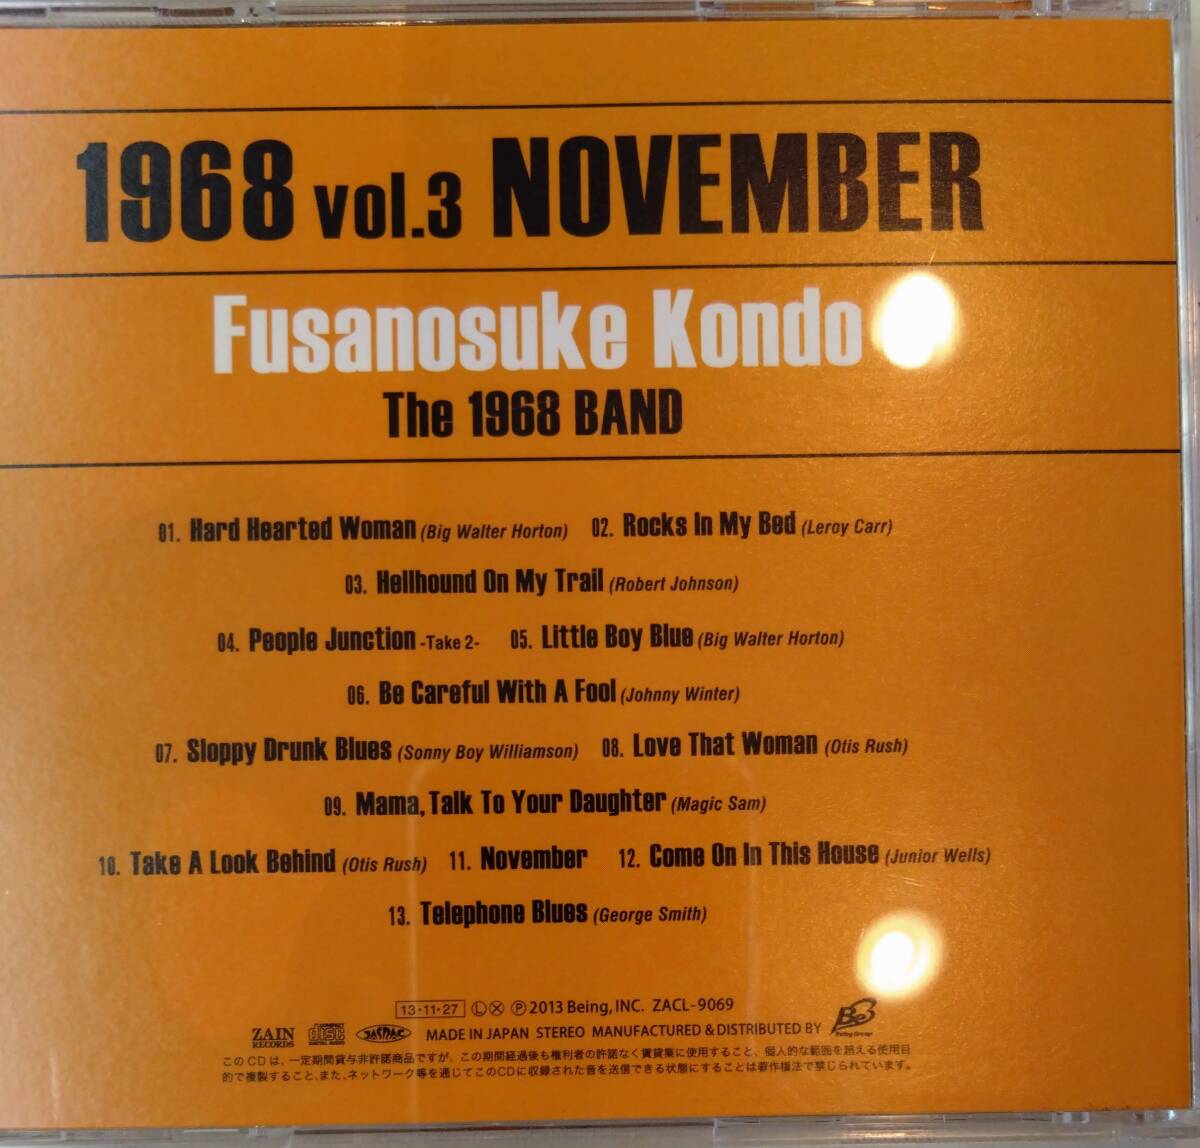 1968 vol.3 NOVEMBER
Fusanosuke Kondo
The 1968 BAND
01. Hard Hearted Woman (Big Walter Horton) 02. Rocks In My Bed (Leroy Carr)
03. Hellhound On My Trail (Robert Johnson)
04. People Junction -Take 2- 05. Little Boy Blue (Big Walter Horton)
06. Be Careful With A Fool (Johnny Winter)
07. Sloppy Drunk Blues (Sonny Boy Williamson) 08. Love That Woman (Otis Rush)
09. Mama, Talk To Your Daughter (Magic Sam)
10. Take A Look Behind (Otis Rush) 11. November 12. Come On In This House (Junior Wells)
13. Telephone Blues (George Smith)
13・11・27 Ⓛ Ⓧ Ⓟ 2013 Being, INC. ZACL-9069
ZAIN RECORDS COMPACT disc DIGITAL AUDIO JASRAC MADE IN JAPAN STEREO MANUFACTURED & DISTRIBUTED BY Be Being Group
このCDは、一定期間貸与非許諾商品ですが、この期間経過後も権利者の許諾なく賃貸業に使用すること、個人的な範囲を超える使用目
的で複製すること、また、ネットワーク等を通じてこのCDに収録された音を送信できる状態にすることは著作権法で禁じられています。